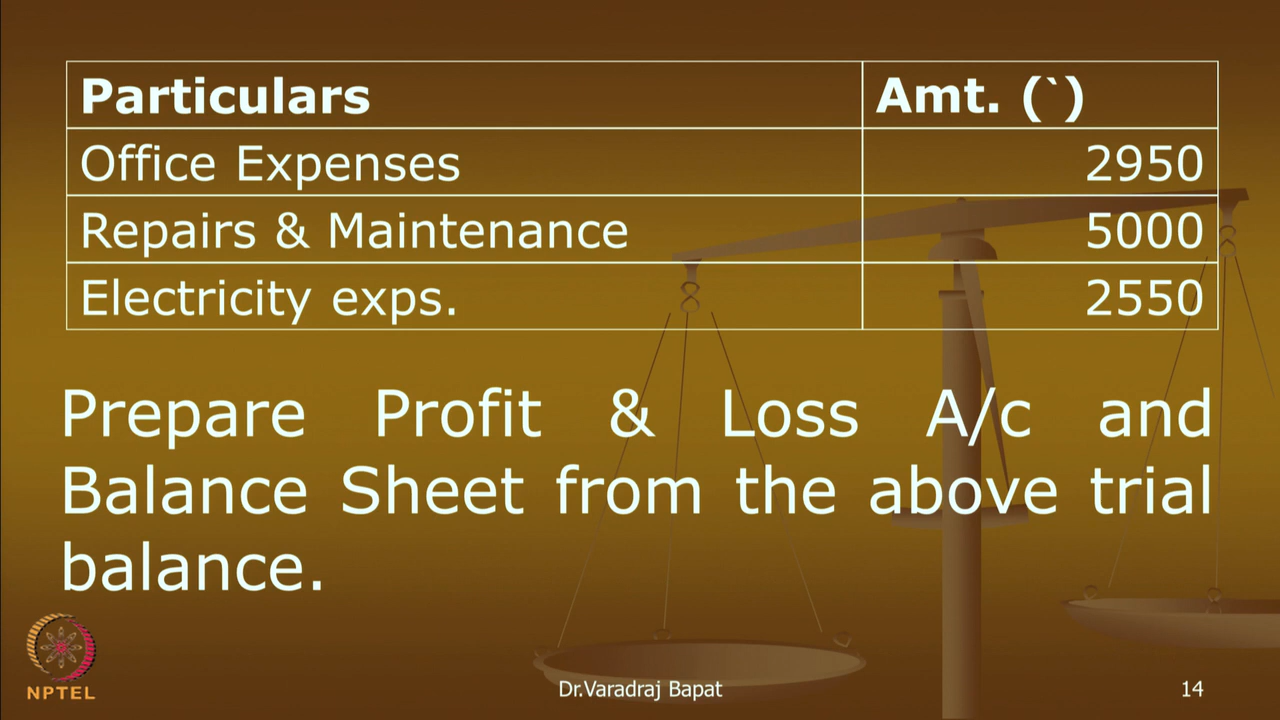 Particulars Amt. (`)
Office Expenses 2950
Repairs & Maintenance 5000
Electricity exps. 2550
Prepare Profit & Loss A/c and
Balance Sheet from the above trial
balance.
NPTEL
Dr.Varadraj Bapat
14